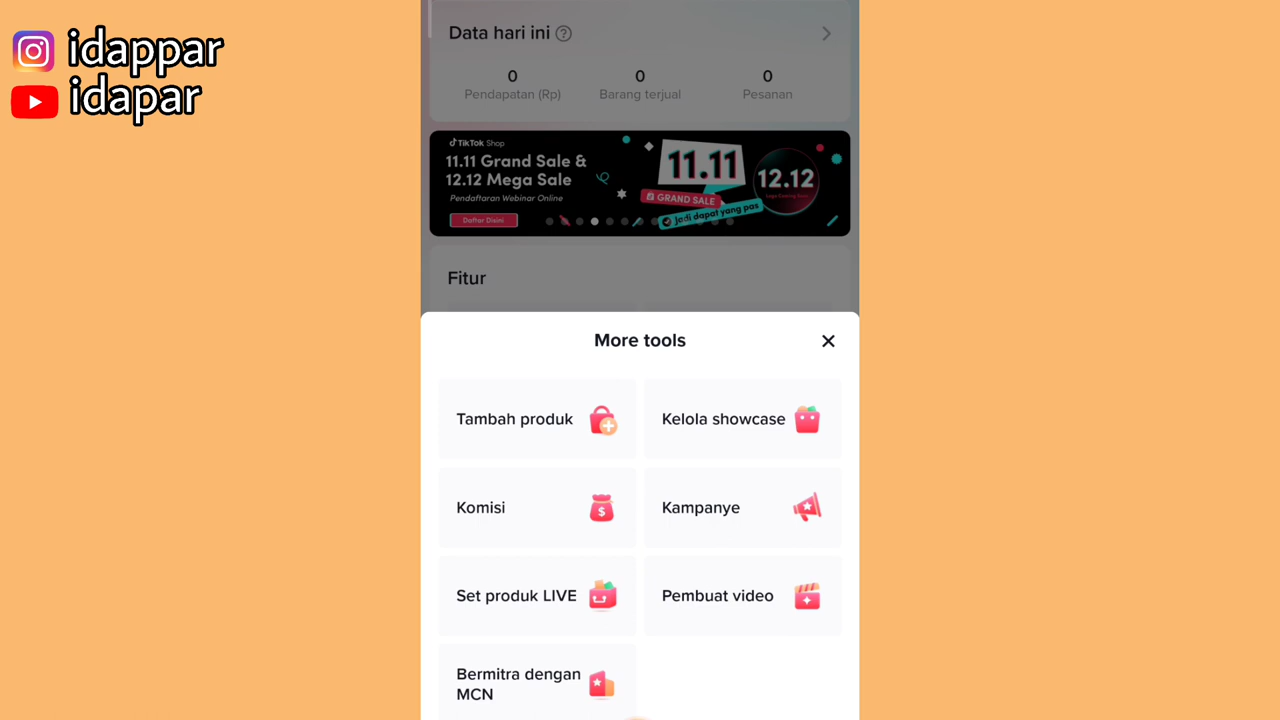 idappar
idapar
Data hari ini ?
0
Pendapatan (Rp)
0
Barang terjual
0
Pesanan
TikTok Shop
11.11 Grand Sale &
12.12 Mega Sale
Pendaftaran Webinar Online
Daftar Disini
11.11
GRAND SALE
Jadi dapat yang pas
12.12
Fitur
More tools
Tambah produk
Kelola showcase
Komisi
$
Kampanye
Set produk LIVE
Pembuat video
Bermitra dengan
MCN